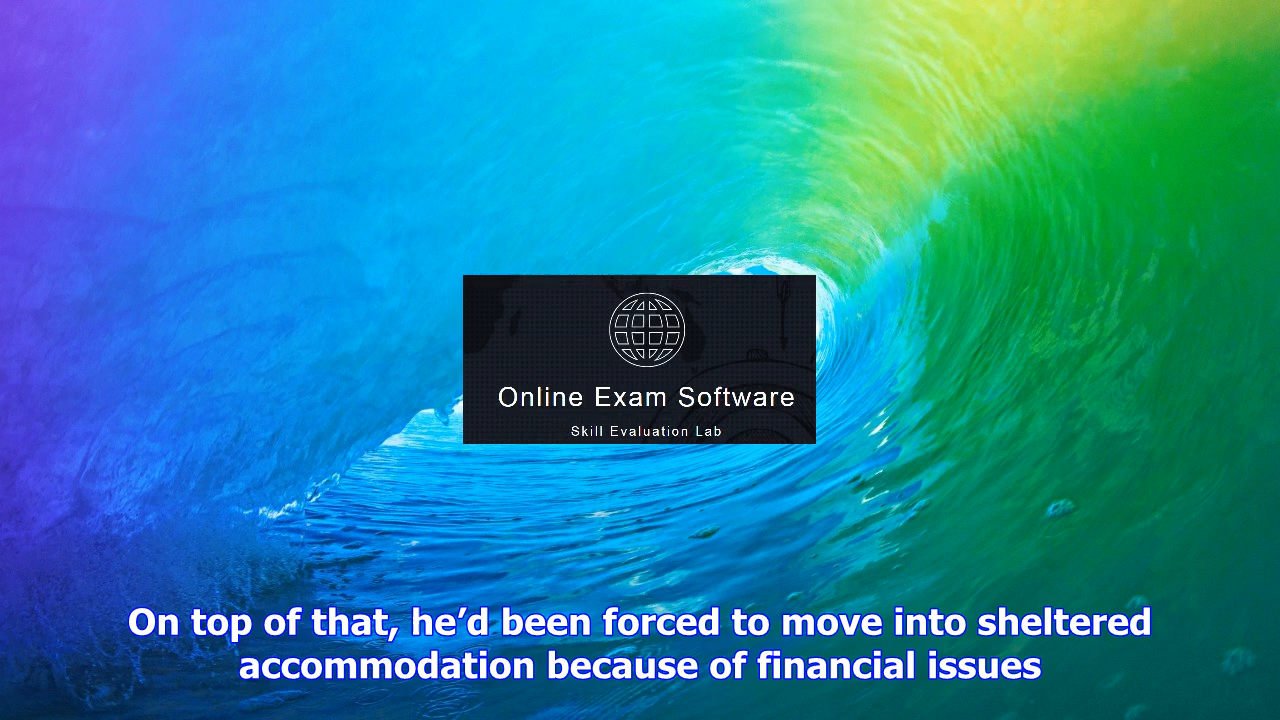 Online Exam Software
Skill Evaluation Lab
On top of that, he’d been forced to move into sheltered
accommodation because of financial issues